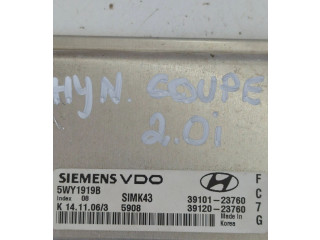 HYN. COUPE
2.0i
SIEMENS VDO HYUNDAI
5WY1919B
Index 08 SIMK43 39101-23760
K 14.11.06/3 5908 39120-23760
Made in Korea
F
C
7
G